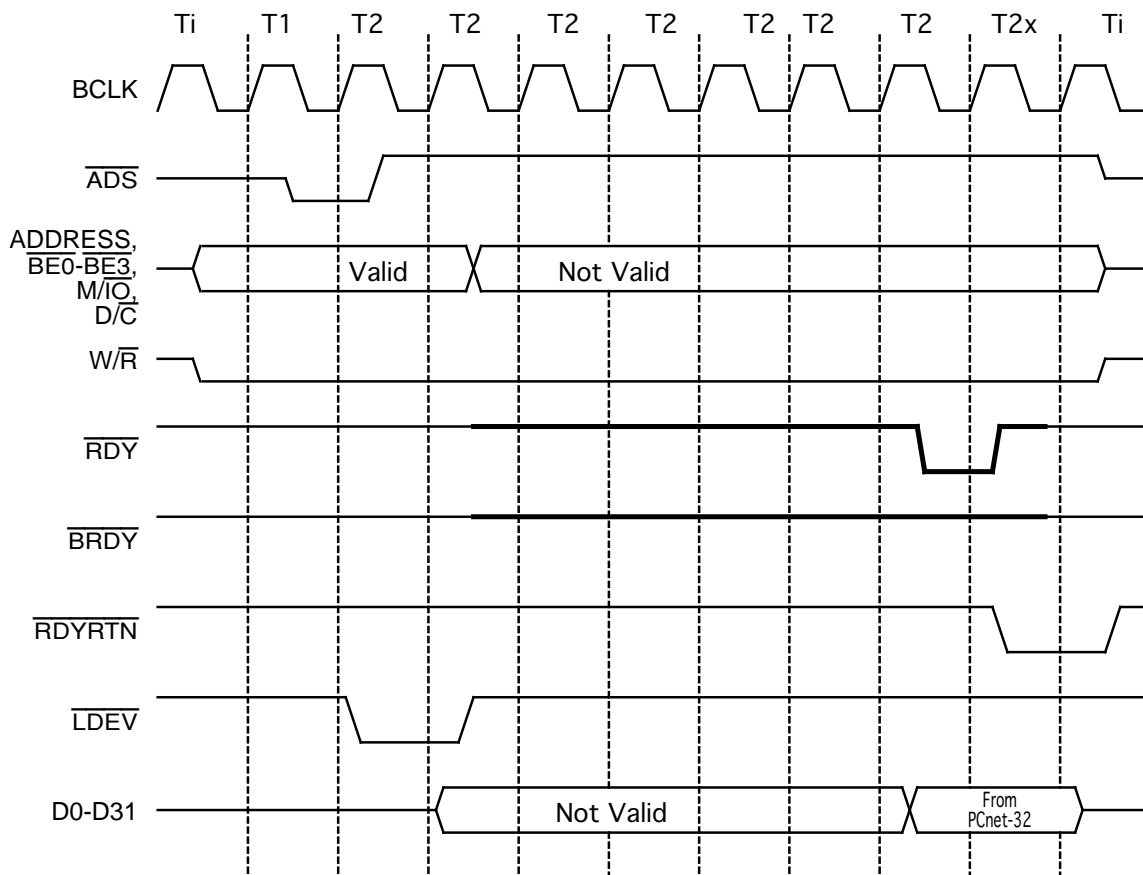 Ti T1 T2 T2 T2 T2 T2 T2 T2 T2x Ti
BCLK
ADS
ADDRESS,
BE0-BE3,
M/IO,
D/C
Valid Not Valid
W/R
RDY
BRDY
RDYRTN
LDEV
D0-D31
Not Valid
From
PCnet-32